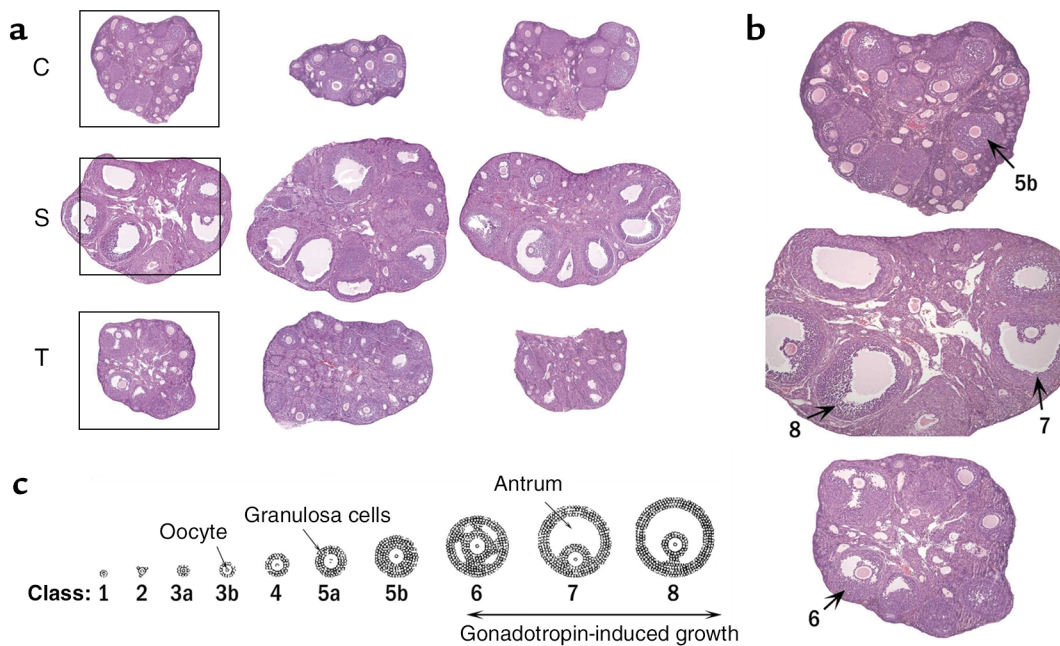 a
C
S
T
b
5b
8
7
6
c
Oocyte
Granulosa cells
Antrum
Class: 1 2 3a 3b 4 5a 5b 6 7 8
Gonadotropin-induced growth